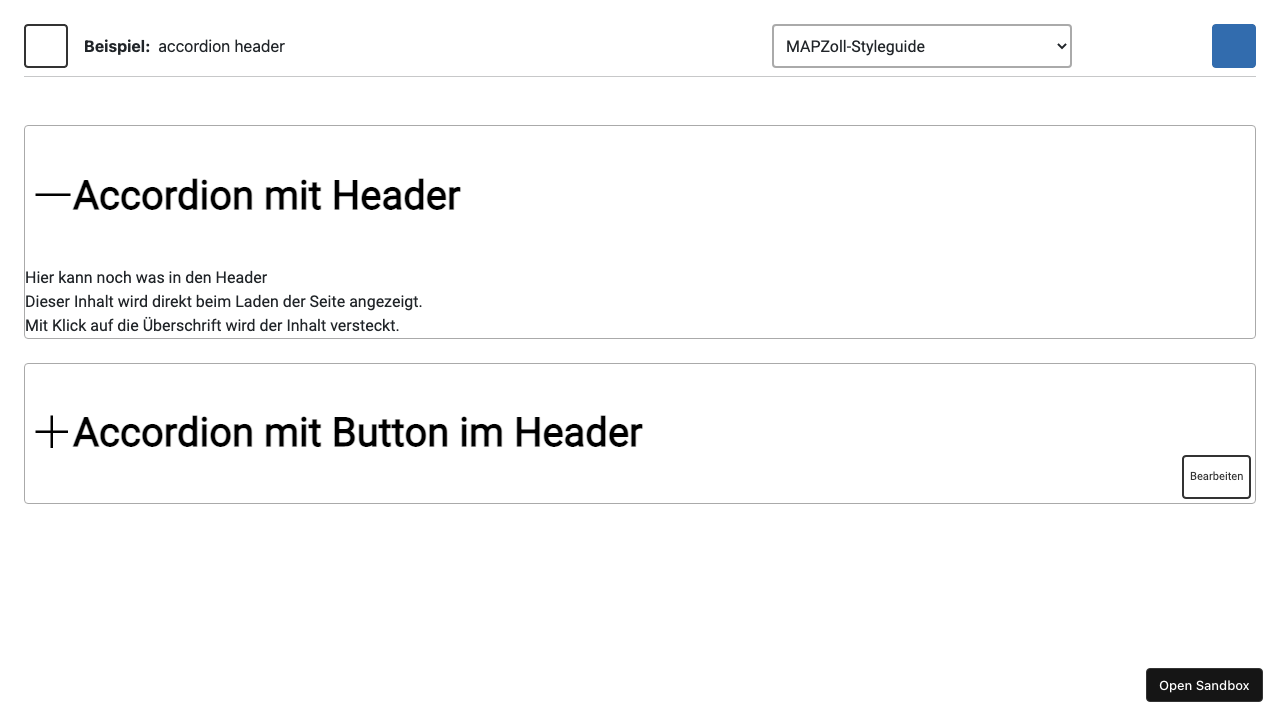 Beispiel: accordion header
MAPZoll-Styleguide
Accordion mit Header
Hier kann noch was in den Header
Dieser Inhalt wird direkt beim Laden der Seite angezeigt.
Mit Klick auf die Überschrift wird der Inhalt versteckt.
Accordion mit Button im Header
Bearbeiten
Open Sandbox